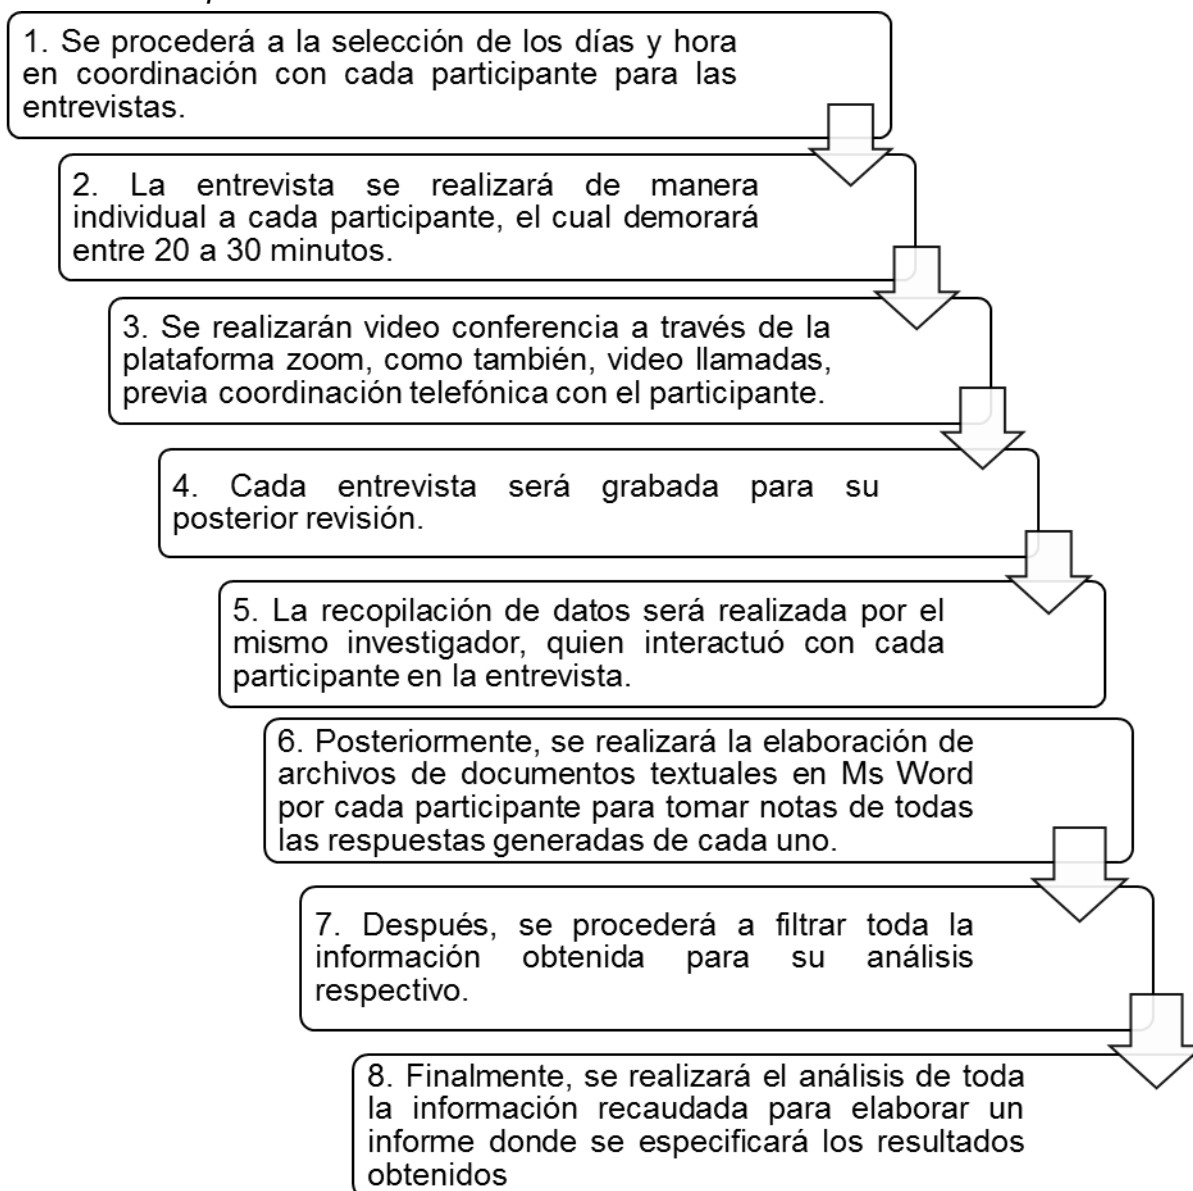 1. Se procederá a la selección de los días y hora
en coordinación con cada participante para las
entrevistas.
2. La entrevista se realizará de manera
individual a cada participante, el cual demorará
entre 20 a 30 minutos.
3. Se realizarán video conferencia a través de la
plataforma zoom, como también, video llamadas,
previa coordinación telefónica con el participante.
4. Cada entrevista será grabada para su
posterior revisión.
5. La recopilación de datos será realizada por el
mismo investigador, quien interactuó con cada
participante en la entrevista.
6. Posteriormente, se realizará la elaboración de
archivos de documentos textuales en Ms Word
por cada participante para tomar notas de todas
las respuestas generadas de cada uno.
7. Después, se procederá a filtrar toda la
información obtenida para su análisis
respectivo.
8. Finalmente, se realizará el análisis de toda
la información recaudada para elaborar un
informe donde se especificará los resultados
obtenidos